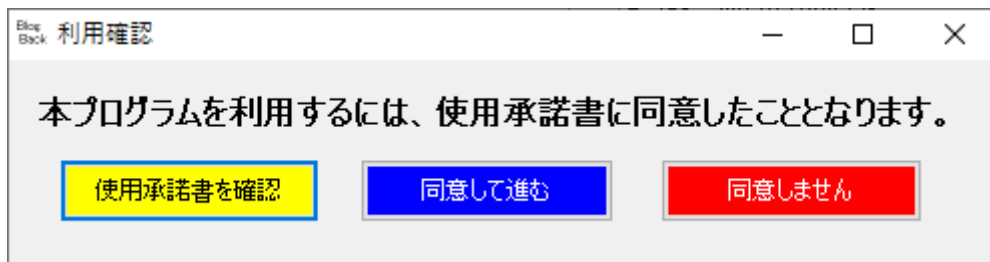 Blog
Back 利用確認
本プログラムを利用するには、使用承諾書に同意したこととなります。
使用承諾書を確認 同意して進む 同意しません